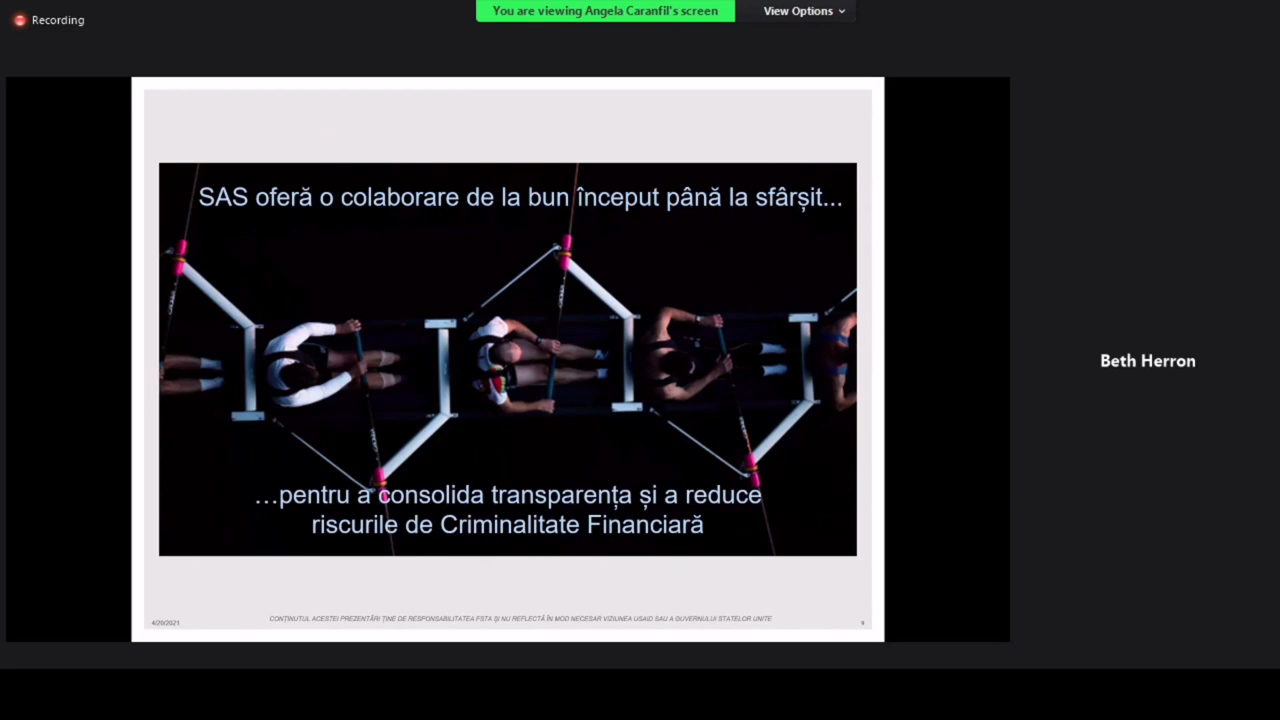 Recording
You are viewing Angela Caranfil's screen
View Options
SAS oferă o colaborare de la bun început până la sfârșit...
…pentru a consolida transparența și a reduce
riscurile de Criminalitate Financiară
4/20/2021
CONȚINUTUL ACESTEI PREZENTĂRI ȚINE DE RESPONSABILITATEA FSTA ȘI NU REFLECTĂ ÎN MOD NECESAR VIZIUNEA USAID SAU A GUVERNULUI STATELOR UNITE
Beth Herron